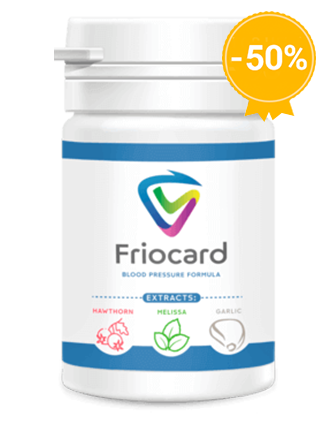 -50%
Friocard
BLOOD PRESSURE FORMULA
EXTRACTS:
HAWTHORN MELISSA GARLIC